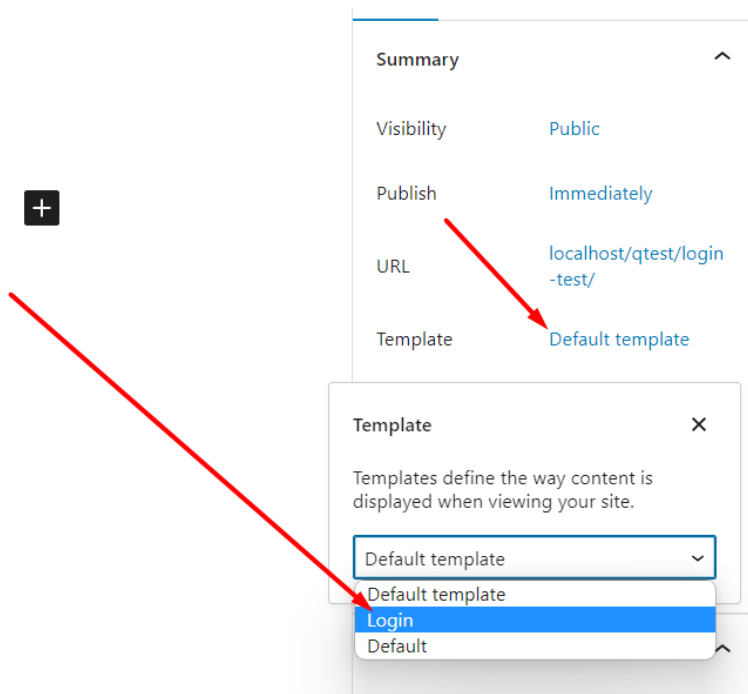 Summary
Visibility Public
Publish Immediately
URL localhost/qtest/login
-test/
Template Default template
Template
Templates define the way content is
displayed when viewing your site.
Default template
Default template
Login
Default